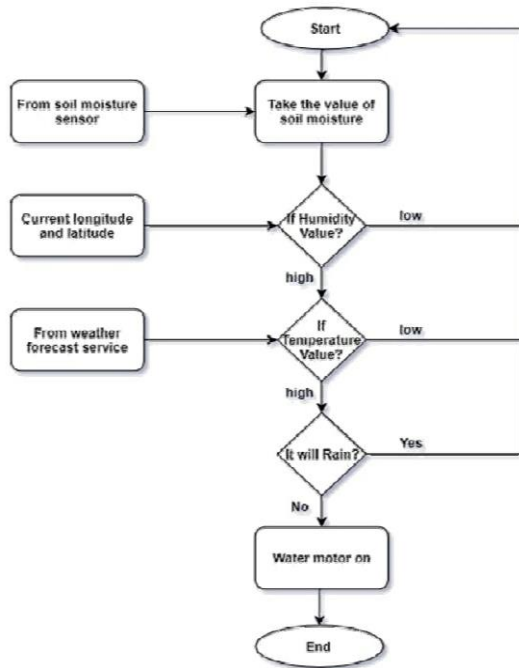 Start
From soil moisture
sensor
Take the value of
soil moisture
Current longitude
and latitude
If Humidity
Value?
low
high
From weather
forecast service
If
Temperature
Value?
low
high
It will Rain?
Yes
No
Water motor on
End